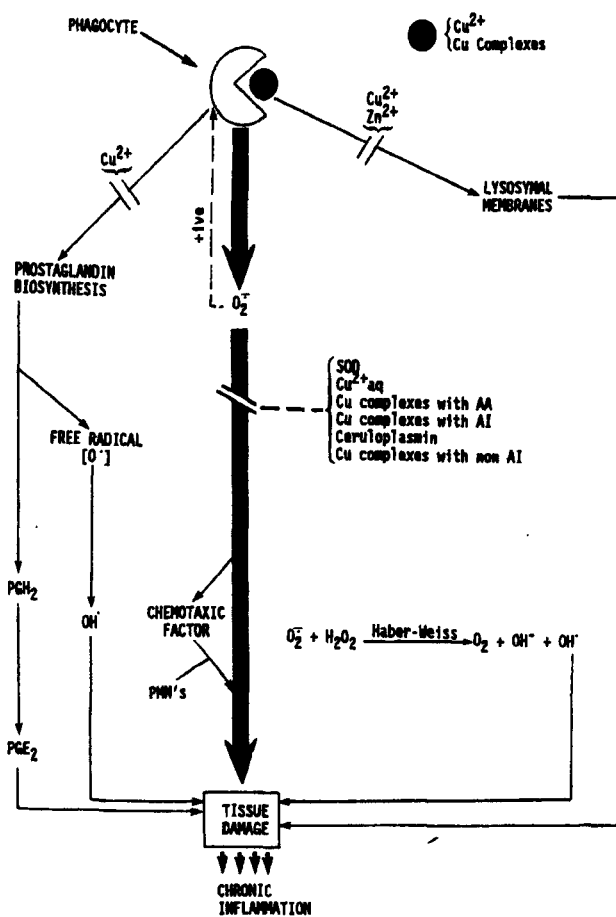 PHAGOCYTE
Cu2+
Cu Complexes
Cu2+
Zn2+
Cu2+
LYSOSYMAL
MEMBRANES
+ive
PROSTAGLANDIN
BIOSYNTHESIS
O2-̇
SOD
Cu2+aq
Cu complexes with AA
Cu complexes with AI
Ceruloplasmin
Cu complexes with non AI
FREE RADICAL
[O·]
PGH2
OH·
CHEMOTAXIC
FACTOR
O2-̇ + H2O2 Haber-Weiss O2 + OH- + OH·
PMN's
PGE2
TISSUE
DAMAGE
CHRONIC
INFLAMMATION